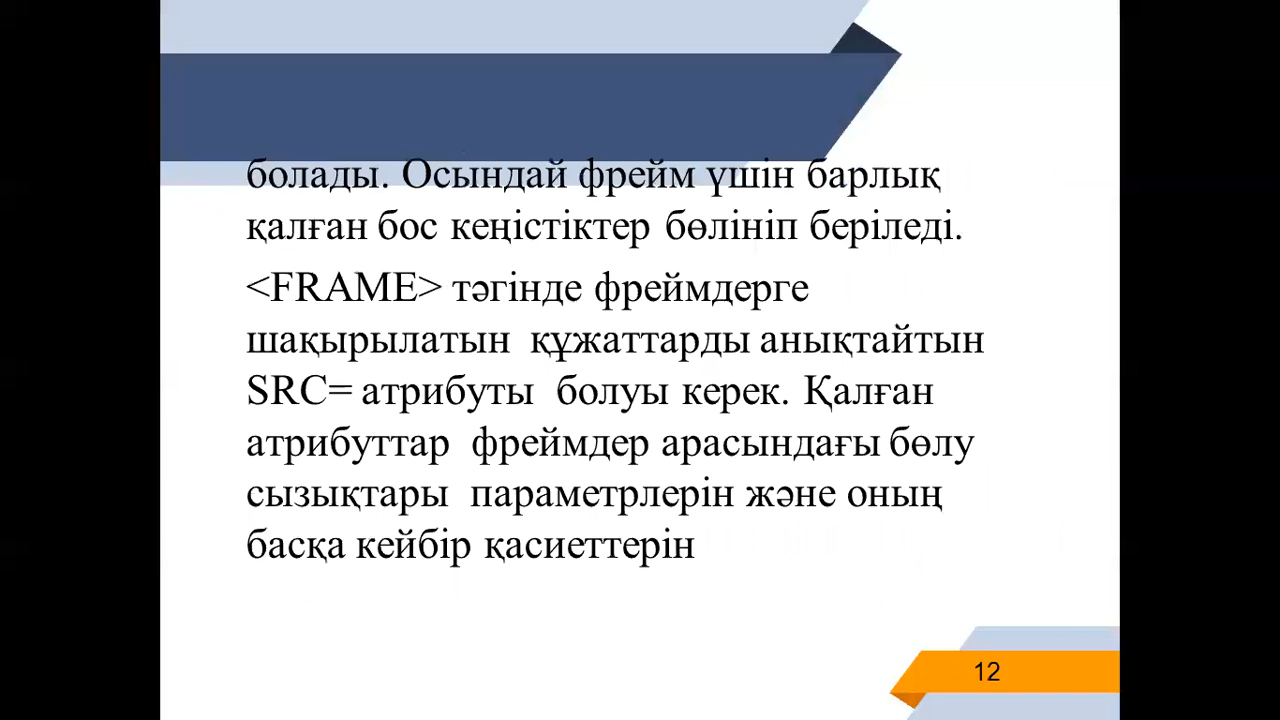 болады. Осындай фрейм үшін барлық
қалған бос кеңістіктер бөлініп беріледі.
<FRAME> тәгінде фреймдерге
шақырылатын құжаттарды анықтайтын
SRC= атрибуты болуы керек. Қалған
атрибуттар фреймдер арасындағы бөлу
сызықтары параметрлерін және оның
басқа кейбір қасиеттерін
12